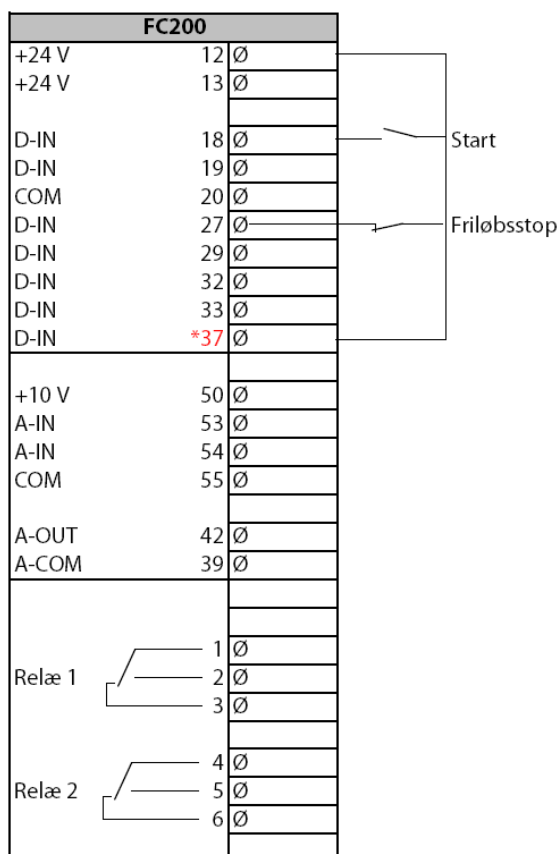 FC200
+24 V 12 Ø
+24 V 13 Ø
D-IN 18 Ø Start
D-IN 19 Ø
COM 20 Ø
D-IN 27 Ø Friløbsstop
D-IN 29 Ø
D-IN 32 Ø
D-IN 33 Ø
D-IN *37 Ø
+10 V 50 Ø
A-IN 53 Ø
A-IN 54 Ø
COM 55 Ø
A-OUT 42 Ø
A-COM 39 Ø
1 Ø
Relæ 1 2 Ø
3 Ø
4 Ø
Relæ 2 5 Ø
6 Ø